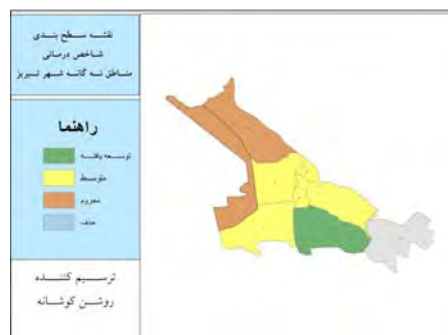 نقشه سطح بندی
شاخص درمانی
مناطق نه گانه شهر تبریز
راهنما
توسعه یافته
متوسط
محروم
حذف
ترسیم کننده
روشن کوشانه